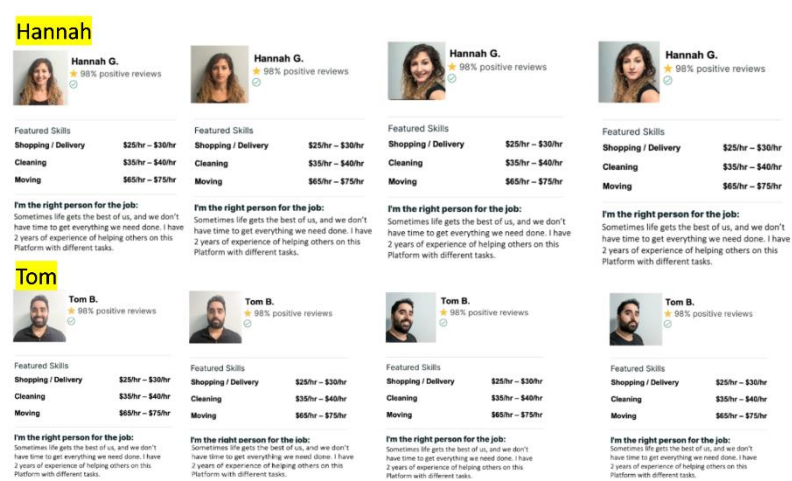 Hannah
Hannah G.
98% positive reviews
Featured Skills
Shopping / Delivery $25/hr – $30/hr
Cleaning $35/hr – $40/hr
Moving $65/hr – $75/hr
I'm the right person for the job:
Sometimes life gets the best of us, and we don't
have time to get everything we need done. I have
2 years of experience of helping others on this
Platform with different tasks.
Hannah G.
98% positive reviews
Featured Skills
Shopping / Delivery $25/hr – $30/hr
Cleaning $35/hr – $40/hr
Moving $65/hr – $75/hr
I'm the right person for the job:
Sometimes life gets the best of us, and we don't
have time to get everything we need done. I have
2 years of experience of helping others on this
Platform with different tasks.
Hannah G.
98% positive reviews
Featured Skills
Shopping / Delivery $25/hr – $30/hr
Cleaning $35/hr – $40/hr
Moving $65/hr – $75/hr
I'm the right person for the job:
Sometimes life gets the best of us, and we don't
have time to get everything we need done. I have
2 years of experience of helping others on this
Platform with different tasks.
Hannah G.
98% positive reviews
Featured Skills
Shopping / Delivery $25/hr – $30/hr
Cleaning $35/hr – $40/hr
Moving $65/hr – $75/hr
I'm the right person for the job:
Sometimes life gets the best of us, and we don't
have time to get everything we need done. I have
2 years of experience of helping others on this
Platform with different tasks.
Tom
Tom B.
98% positive reviews
Featured Skills
Shopping / Delivery $25/hr – $30/hr
Cleaning $35/hr – $40/hr
Moving $65/hr – $75/hr
I'm the right person for the job:
Sometimes life gets the best of us, and we don't
have time to get everything we need done. I have
2 years of experience of helping others on this
Platform with different tasks.
Tom B.
98% positive reviews
Featured Skills
Shopping / Delivery $25/hr – $30/hr
Cleaning $35/hr – $40/hr
Moving $65/hr – $75/hr
I'm the right person for the job:
Sometimes life gets the best of us, and we don't
have time to get everything we need done. I have
2 years of experience of helping others on this
Platform with different tasks.
Tom B.
98% positive reviews
Featured Skills
Shopping / Delivery $25/hr – $30/hr
Cleaning $35/hr – $40/hr
Moving $65/hr – $75/hr
I'm the right person for the job:
Sometimes life gets the best of us, and we don't
have time to get everything we need done. I have
2 years of experience of helping others on this
Platform with different tasks.
Tom B.
98% positive reviews
Featured Skills
Shopping / Delivery $25/hr – $30/hr
Cleaning $35/hr – $40/hr
Moving $65/hr – $75/hr
I'm the right person for the job:
Sometimes life gets the best of us, and we don't
have time to get everything we need done. I have
2 years of experience of helping others on this
Platform with different tasks.